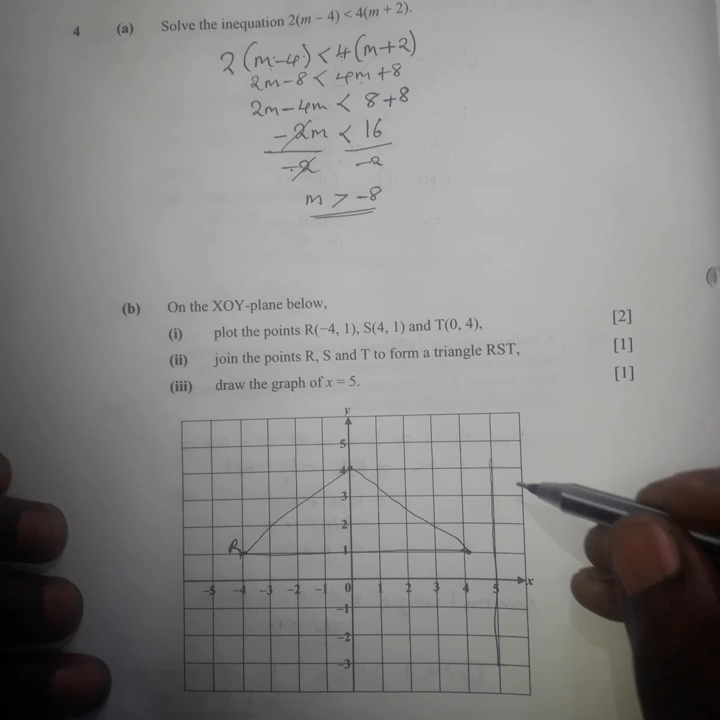 4 (a) Solve the inequation 2(m − 4) < 4(m + 2).
2(m-4) < 4(m+2)
2m-8 < 4m+8
2m-4m < 8+8
-2m < 16
-2 -2
m > -8
(b) On the XOY-plane below,
(i) plot the points R(−4, 1), S(4, 1) and T(0, 4), [2]
(ii) join the points R, S and T to form a triangle RST, [1]
(iii) draw the graph of x = 5. [1]
y
5
4
3
2
R 1
−5 −4 −3 −2 −1 0 1 2 3 4 5 x
−1
−2
−3